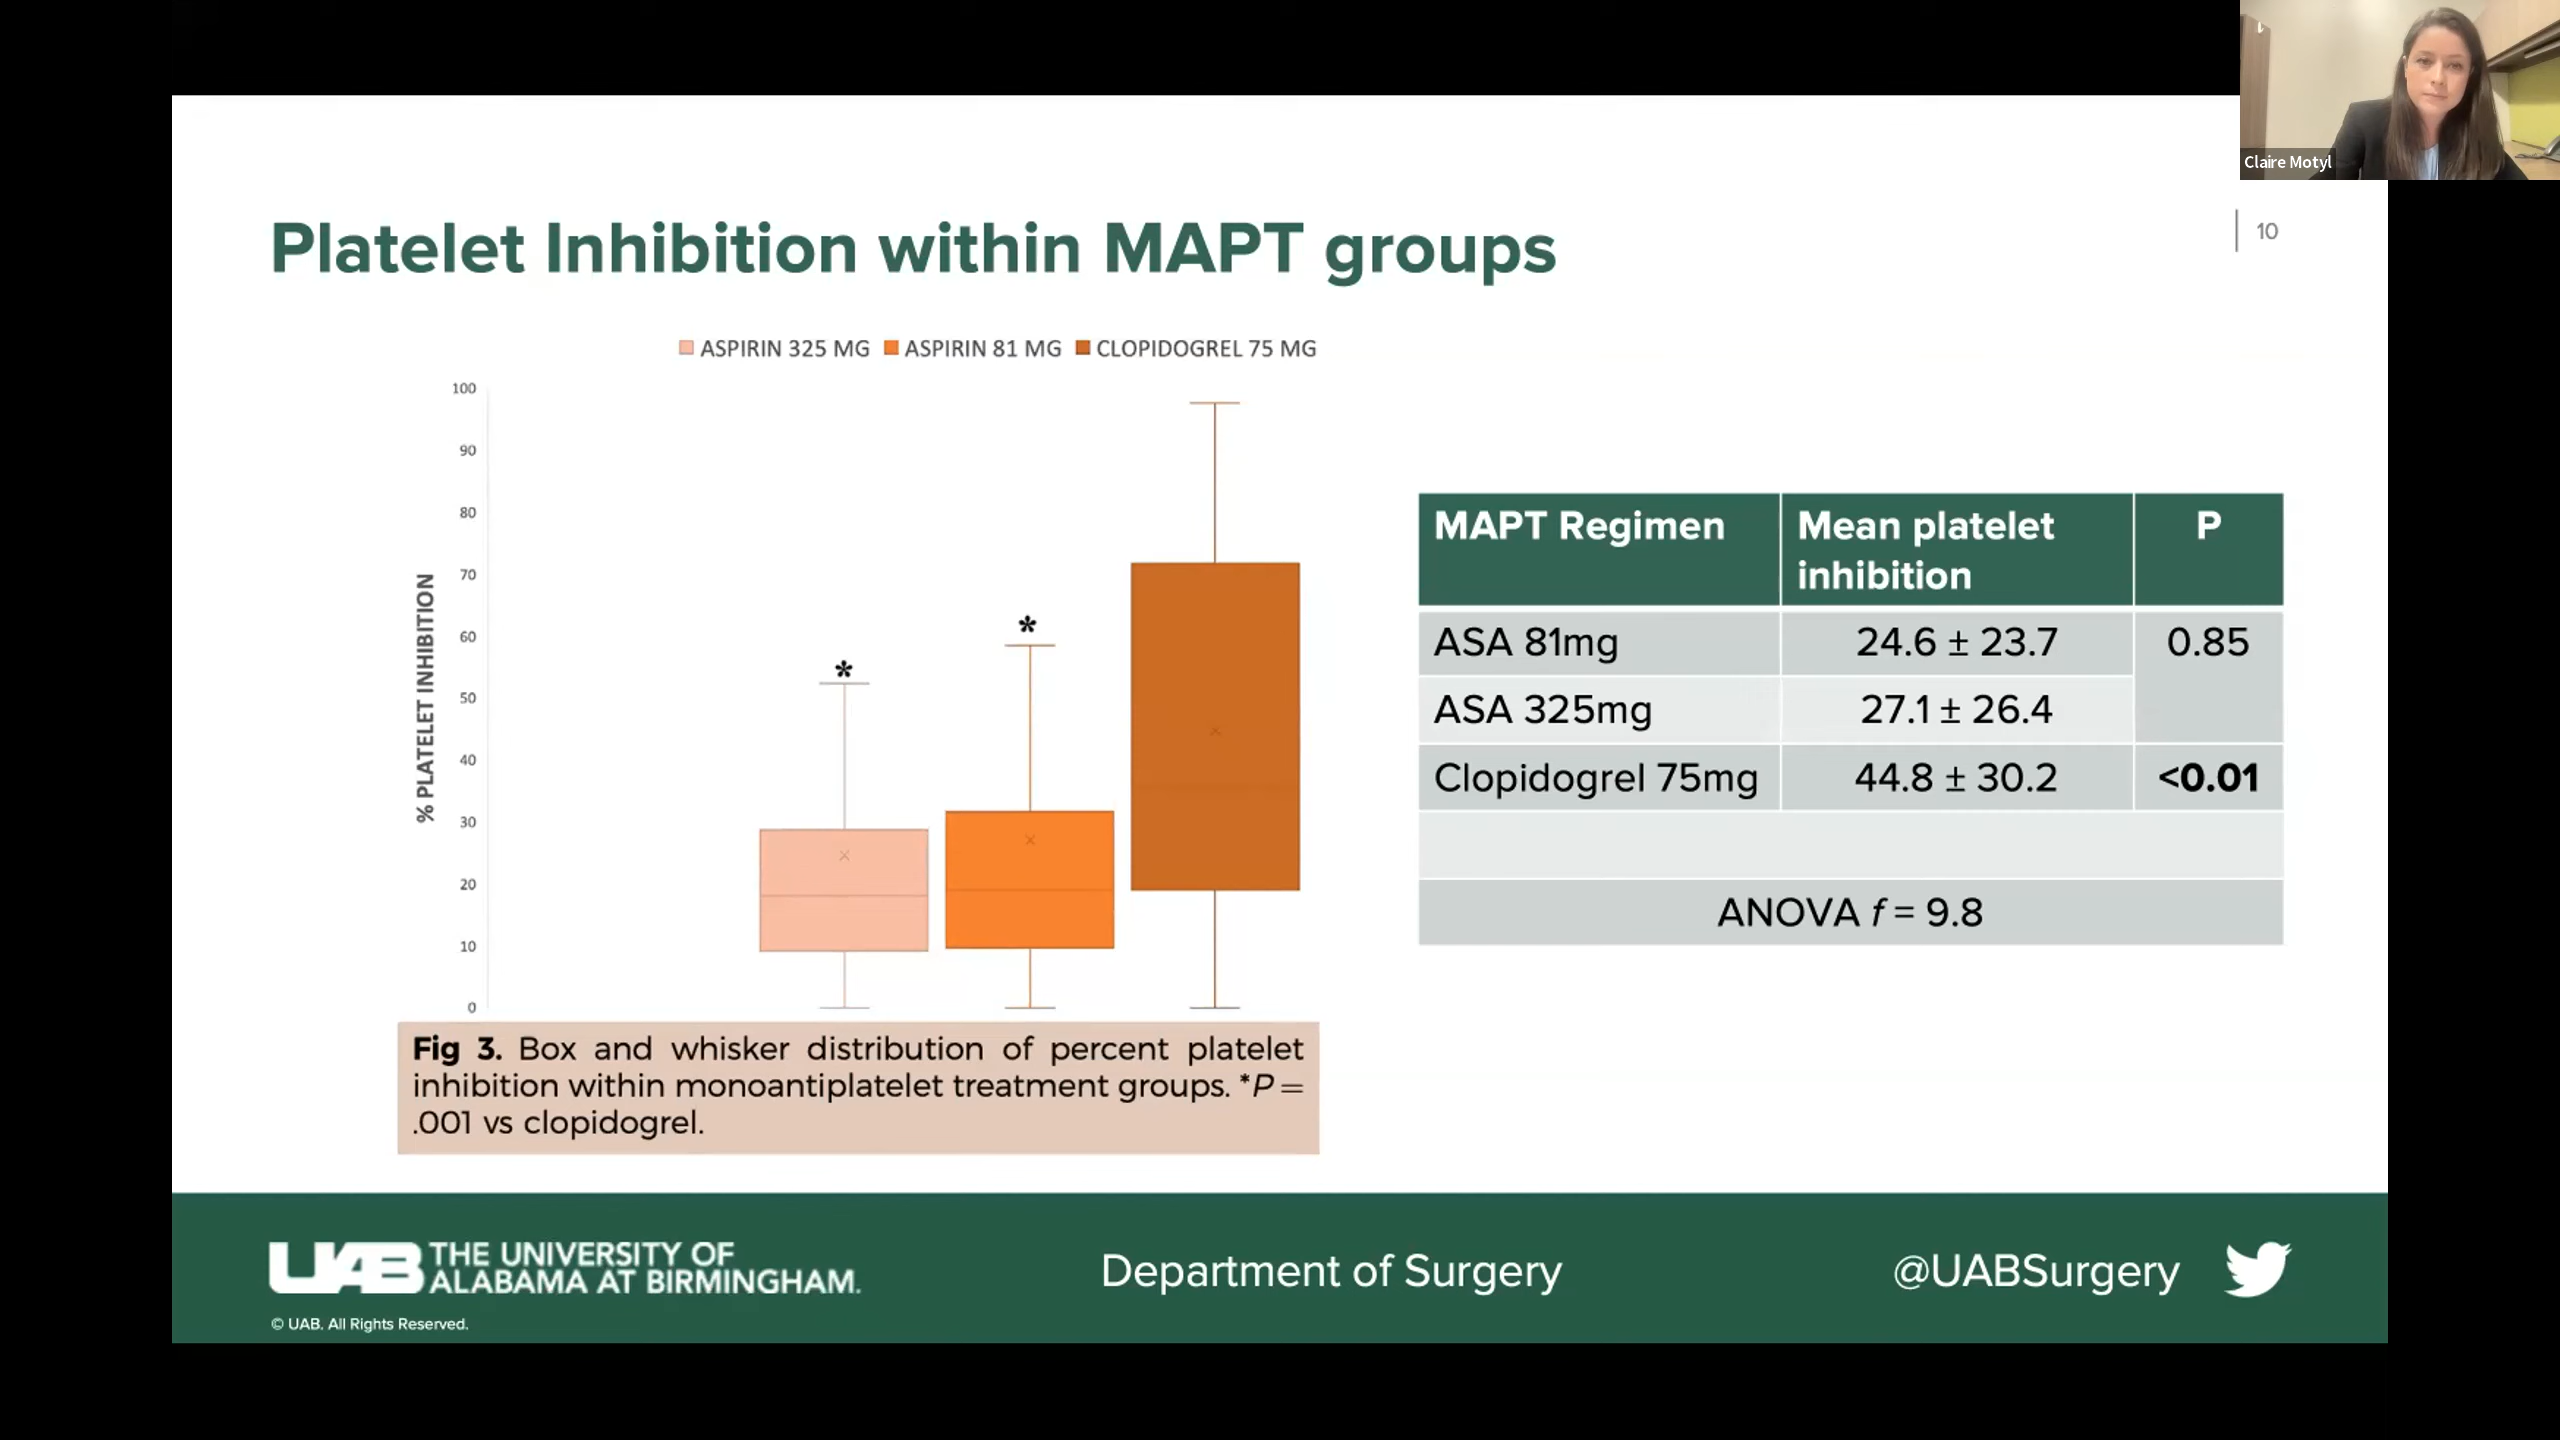 Claire Motyl
Platelet Inhibition within MAPT groups
10
ASPIRIN 325 MG ASPIRIN 81 MG CLOPIDOGREL 75 MG
100
90
80
70
60
50
40
30
20
10
0
% PLATELET INHIBITION
*
*
Fig 3. Box and whisker distribution of percent platelet
inhibition within monoantiplatelet treatment groups. *P =
.001 vs clopidogrel.
MAPT Regimen Mean platelet inhibition P
ASA 81mg 24.6 ± 23.7 0.85
ASA 325mg 27.1 ± 26.4
Clopidogrel 75mg 44.8 ± 30.2 <0.01
ANOVA f = 9.8
UAB THE UNIVERSITY OF
ALABAMA AT BIRMINGHAM.
© UAB. All Rights Reserved.
Department of Surgery
@UABSurgery